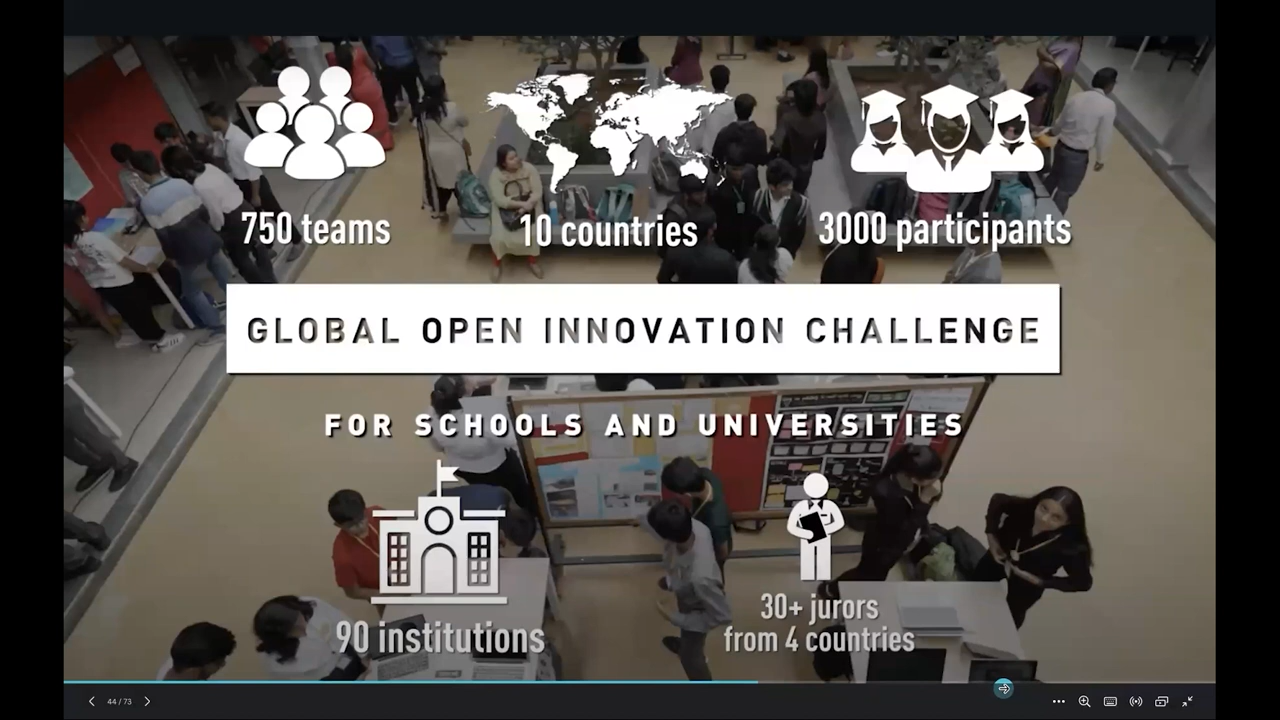 750 teams
10 countries
3000 participants
GLOBAL OPEN INNOVATION CHALLENGE
FOR SCHOOLS AND UNIVERSITIES
90 institutions
30+ jurors
from 4 countries
44 / 73